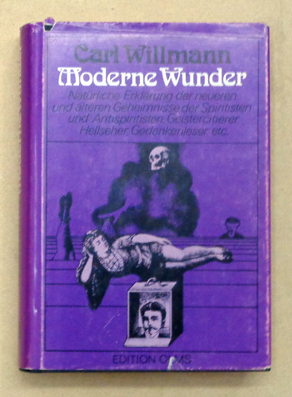 Carl Willmann
Moderne Wunder
Natürliche Erklärung der neueren
und älteren Geheimnisse der Spiritisten
und Antispiritisten, Geistercitierer,
Hellseher, Gedankenleser etc.
EDITION OLMS